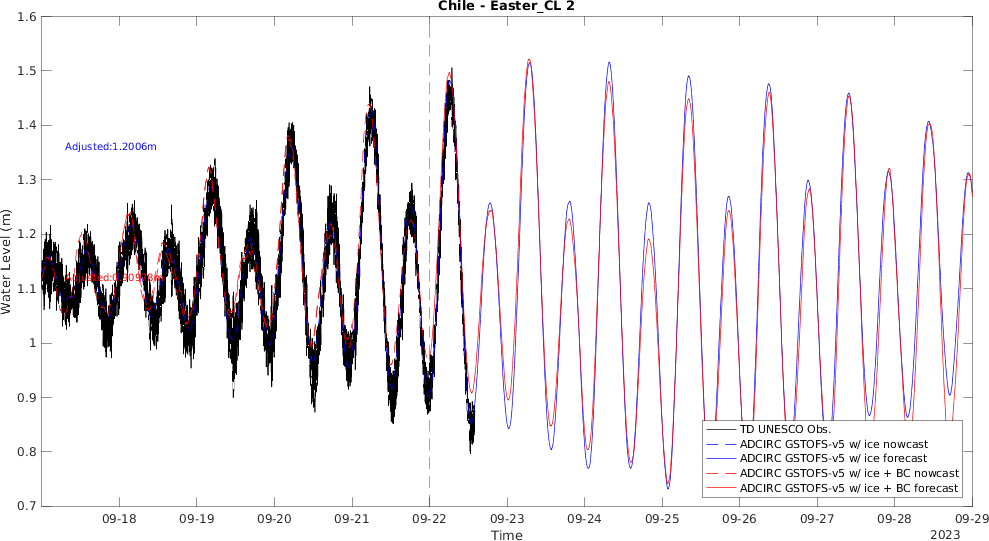 Chile - Easter_CL 2
Water Level (m)
1.6
1.5
1.4
1.3
1.2
1.1
1
0.9
0.8
0.7
Adjusted:1.2006m
TD UNESCO Obs.
ADCIRC GSTOFS-v5 w/ ice nowcast
ADCIRC GSTOFS-v5 w/ ice forecast
ADCIRC GSTOFS-v5 w/ ice + BC nowcast
ADCIRC GSTOFS-v5 w/ ice + BC forecast
09-18 09-19 09-20 09-21 09-22 09-23 09-24 09-25 09-26 09-27 09-28 09-29
Time
2023